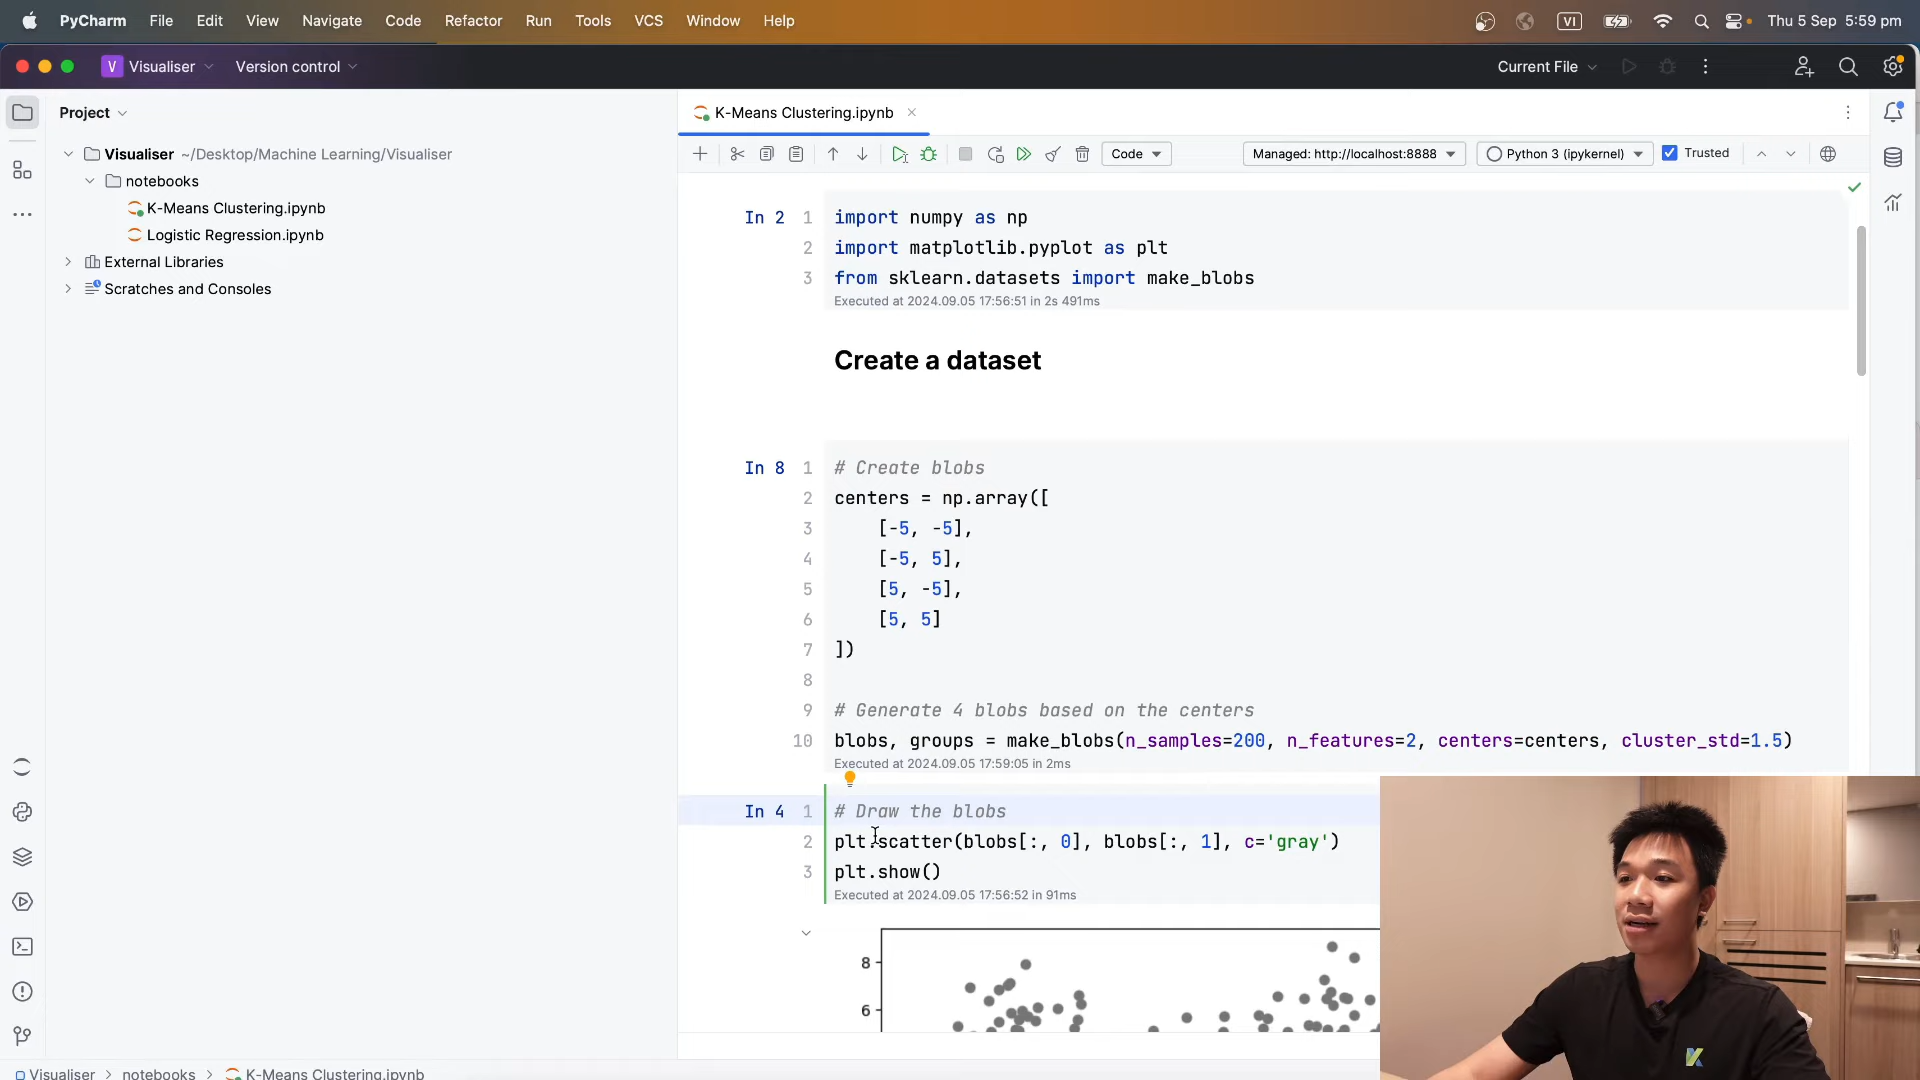 PyCharm File Edit View Navigate Code Refactor Run Tools VCS Window Help VI Thu 5 Sep 5:59 pm
V Visualiser Version control Current File
Project
K-Means Clustering.ipynb
Code Managed: http://localhost:8888 Python 3 (ipykernel) Trusted
Visualiser ~/Desktop/Machine Learning/Visualiser
notebooks
K-Means Clustering.ipynb
Logistic Regression.ipynb
External Libraries
Scratches and Consoles
In 2 1 import numpy as np
2 import matplotlib.pyplot as plt
3 from sklearn.datasets import make_blobs
Executed at 2024.09.05 17:56:51 in 2s 491ms
Create a dataset
In 8 1 # Create blobs
2 centers = np.array([
3 [-5, -5],
4 [-5, 5],
5 [5, -5],
6 [5, 5]
7 ])
8
9 # Generate 4 blobs based on the centers
10 blobs, groups = make_blobs(n_samples=200, n_features=2, centers=centers, cluster_std=1.5)
Executed at 2024.09.05 17:59:05 in 2ms
In 4 1 # Draw the blobs
2 plt.scatter(blobs[:, 0], blobs[:, 1], c='gray')
3 plt.show()
Executed at 2024.09.05 17:56:52 in 91ms
8
6
Visualiser > notebooks > K-Means Clustering.ipynb